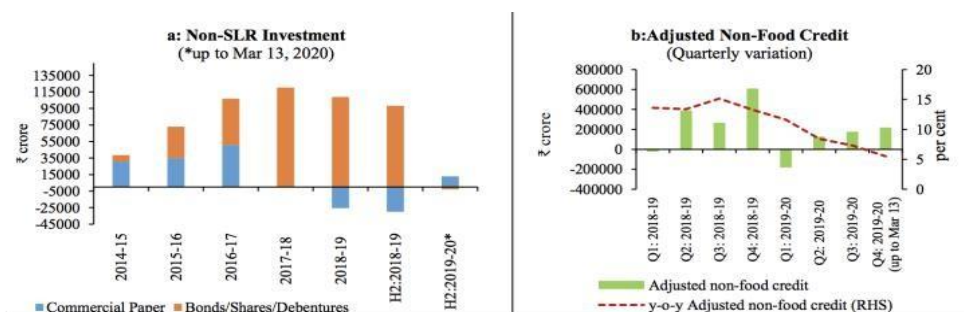 a: Non-SLR Investment
(*up to Mar 13, 2020)
₹ crore
135000
115000
95000
75000
55000
35000
15000
-5000
-25000
-45000
2014-15
2015-16
2016-17
2017-18
2018-19
H2:2018-19
H2:2019-20*
Commercial Paper
Bonds/Shares/Debentures
b:Adjusted Non-Food Credit
(Quarterly variation)
₹ crore
800000
600000
400000
200000
0
-200000
-400000
20
15
10
5
0
per cent
Q1: 2018-19
Q2: 2018-19
Q3: 2018-19
Q4: 2018-19
Q1: 2019-20
Q2: 2019-20
Q3: 2019-20
Q4: 2019-20
(up to Mar 13)
Adjusted non-food credit
y-o-y Adjusted non-food credit (RHS)